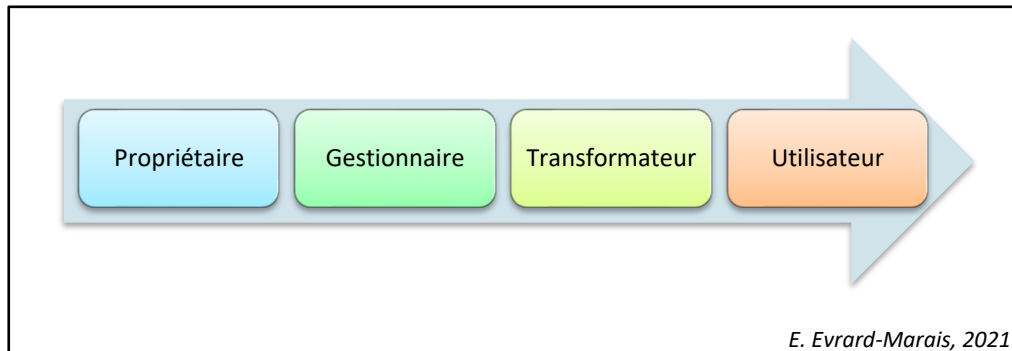 Propriétaire
Gestionnaire
Transformateur
Utilisateur
E. Evrard-Marais, 2021